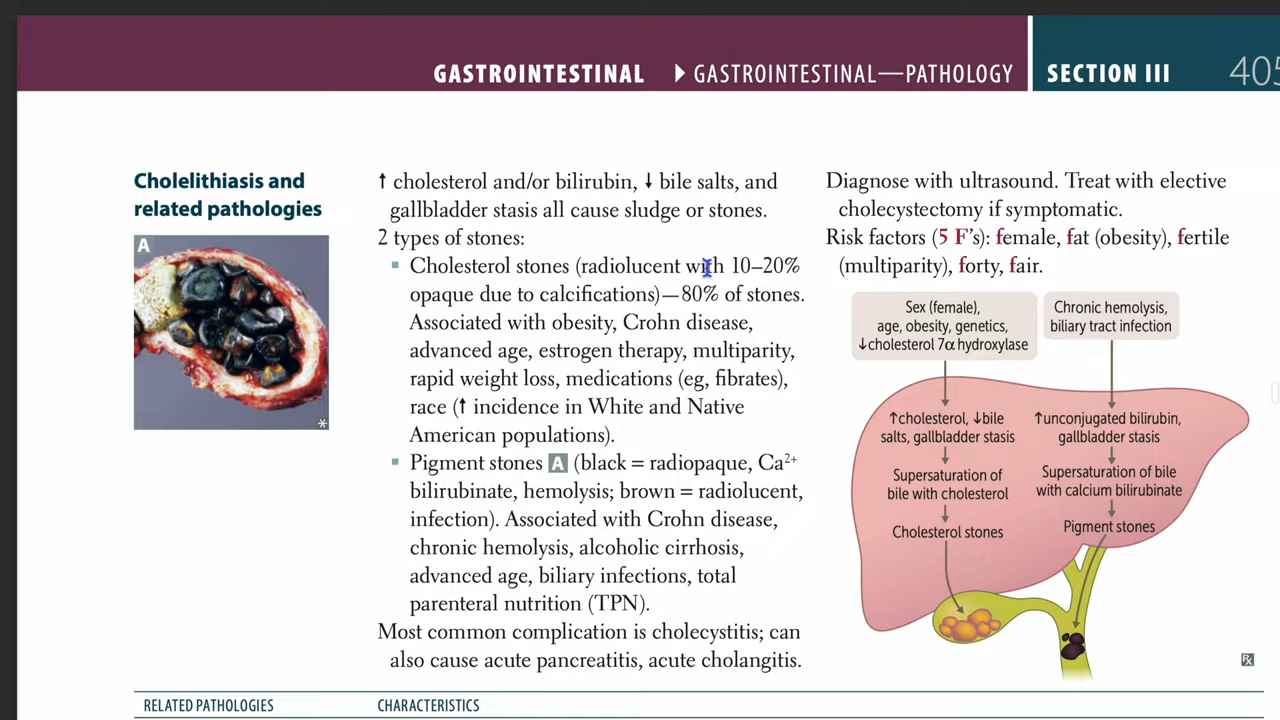 GASTROINTESTINAL ▶ GASTROINTESTINAL—PATHOLOGY SECTION III 405
Cholelithiasis and
related pathologies
A
*
↑ cholesterol and/or bilirubin, ↓ bile salts, and
gallbladder stasis all cause sludge or stones.
2 types of stones:
▪ Cholesterol stones (radiolucent with 10–20%
opaque due to calcifications)—80% of stones.
Associated with obesity, Crohn disease,
advanced age, estrogen therapy, multiparity,
rapid weight loss, medications (eg, fibrates),
race (↑ incidence in White and Native
American populations).
▪ Pigment stones A (black = radiopaque, Ca²⁺
bilirubinate, hemolysis; brown = radiolucent,
infection). Associated with Crohn disease,
chronic hemolysis, alcoholic cirrhosis,
advanced age, biliary infections, total
parenteral nutrition (TPN).
Most common complication is cholecystitis; can
also cause acute pancreatitis, acute cholangitis.
Diagnose with ultrasound. Treat with elective
cholecystectomy if symptomatic.
Risk factors (5 F's): female, fat (obesity), fertile
(multiparity), forty, fair.
Sex (female),
age, obesity, genetics,
↓cholesterol 7α hydroxylase
↑cholesterol, ↓bile
salts, gallbladder stasis
Supersaturation of
bile with cholesterol
Cholesterol stones
Chronic hemolysis,
biliary tract infection
↑unconjugated bilirubin,
gallbladder stasis
Supersaturation of bile
with calcium bilirubinate
Pigment stones
Rx
RELATED PATHOLOGIES CHARACTERISTICS